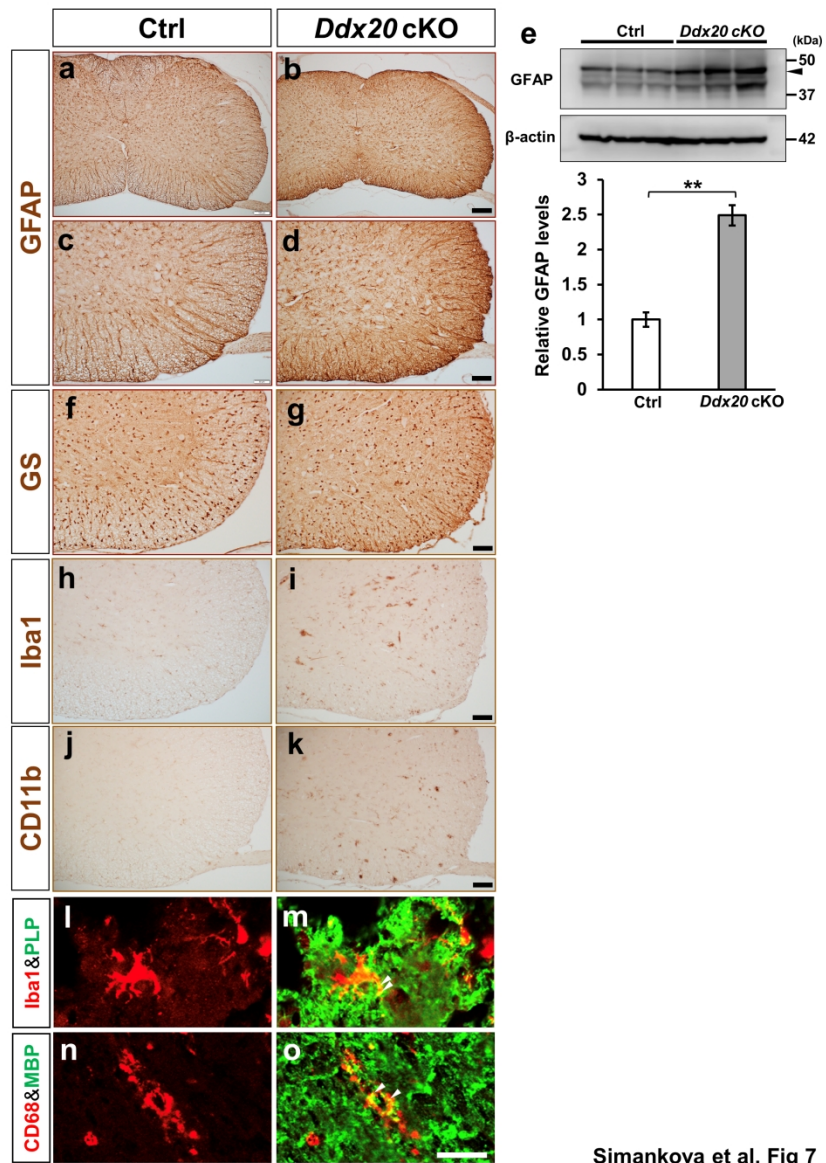 Ctrl
Ddx20 cKO
GFAP
a
b
c
d
e
Ctrl
Ddx20 cKO
(kDa)
GFAP
50
37
β-actin
42
**
Relative GFAP levels
3
2.5
2
1.5
1
0.5
0
Ctrl
Ddx20 cKO
GS
f
g
Iba1
h
i
CD11b
j
k
Iba1&PLP
l
m
CD68&MBP
n
o
Simankova et al. Fig 7